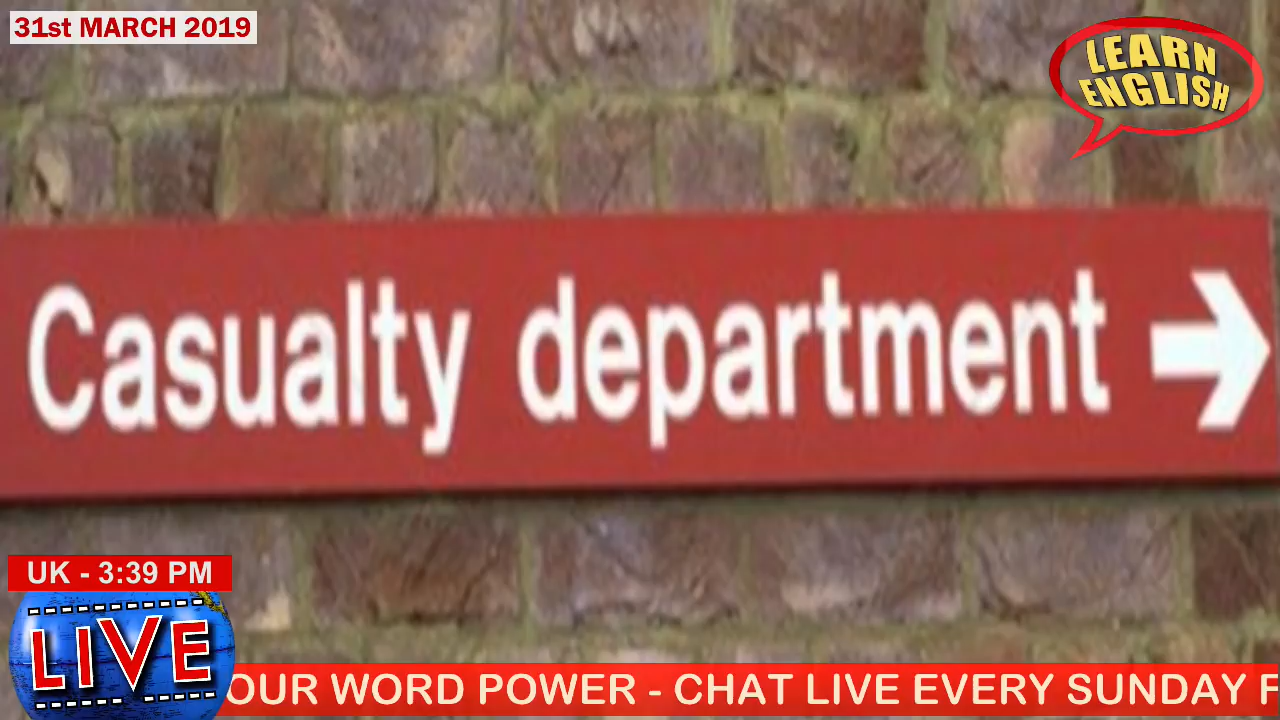 31st MARCH 2019
LEARN
ENGLISH
Casualty department
UK - 3:39 PM
LIVE
OUR WORD POWER - CHAT LIVE EVERY SUNDAY F